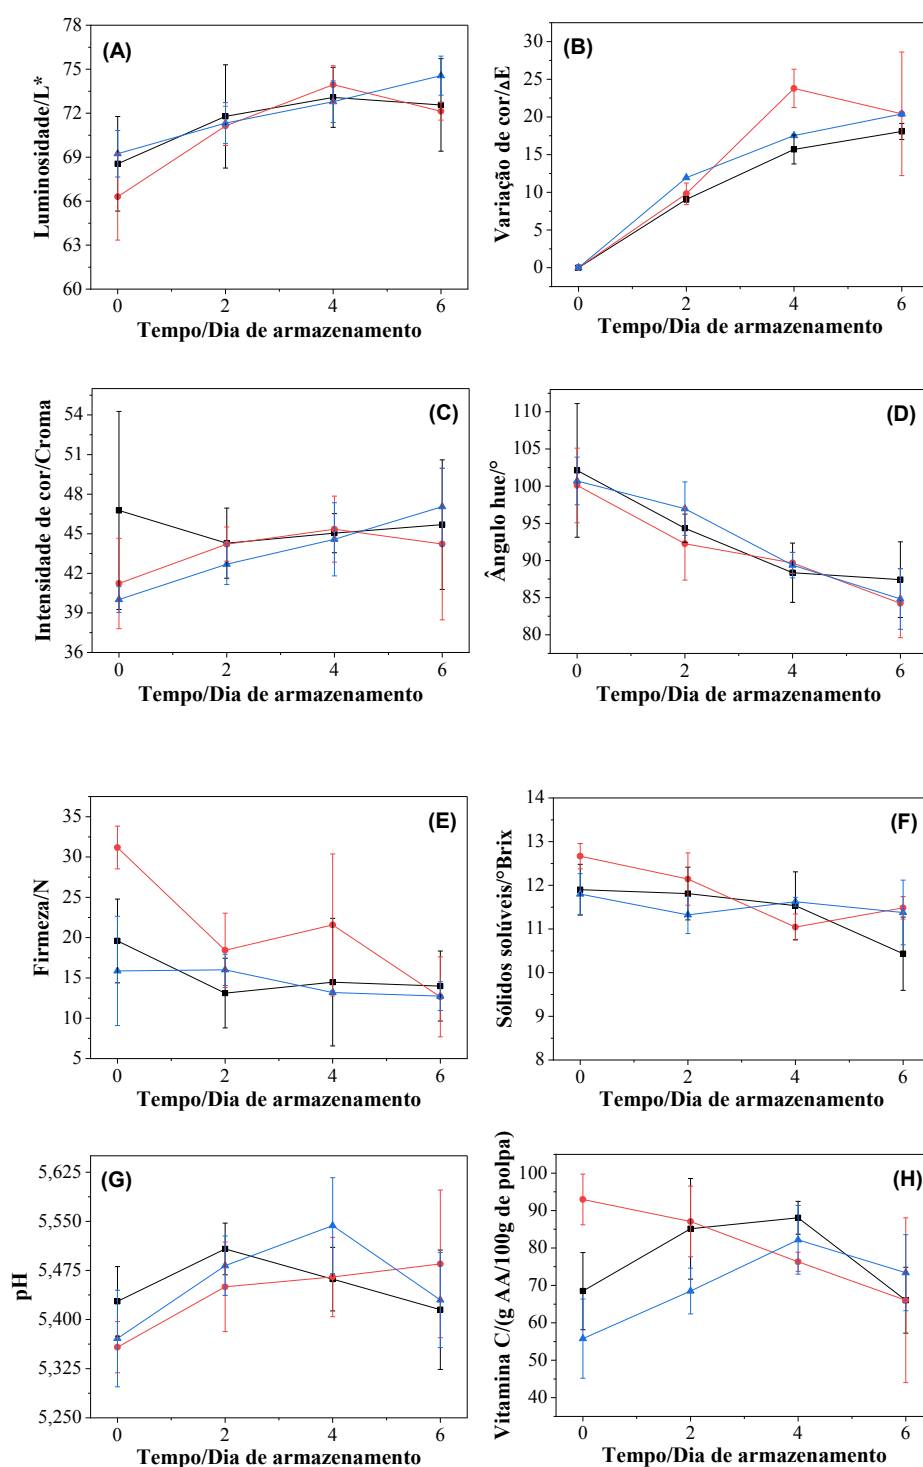 (A)
Luminosidade/L*
78
75
72
69
66
63
60
0 2 4 6
Tempo/Dia de armazenamento
(B)
Variação de cor/ΔE
30
25
20
15
10
5
0
0 2 4 6
Tempo/Dia de armazenamento
(C)
Intensidade de cor/Croma
54
51
48
45
42
39
36
0 2 4 6
Tempo/Dia de armazenamento
(D)
Ângulo hue/°
110
105
100
95
90
85
80
0 2 4 6
Tempo/Dia de armazenamento
(E)
Firmeza/N
35
30
25
20
15
10
5
0 2 4 6
Tempo/Dia de armazenamento
(F)
Sólidos solúveis/°Brix
14
13
12
11
10
9
8
0 2 4 6
Tempo/Dia de armazenamento
(G)
pH
5,625
5,550
5,475
5,400
5,325
5,250
0 2 4 6
Tempo/Dia de armazenamento
(H)
Vitamina C/(g AA/100g de polpa)
100
90
80
70
60
50
40
0 2 4 6
Tempo/Dia de armazenamento